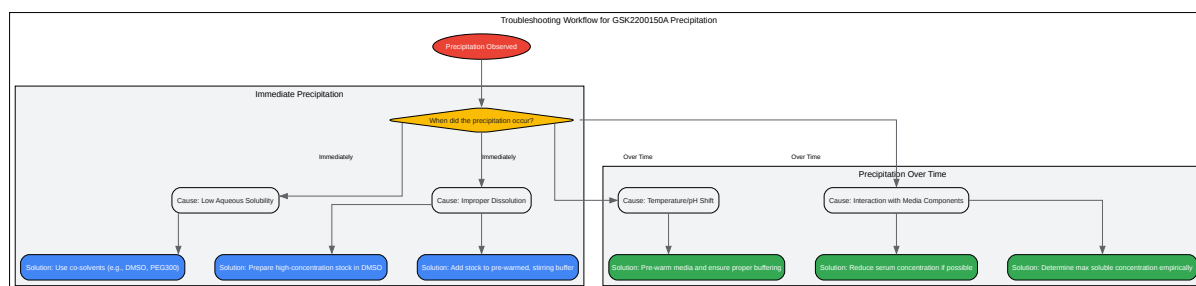 Troubleshooting Workflow for GSK2200150A Precipitation
Precipitation Observed
Immediate Precipitation
When did the precipitation occur?
Immediately
Immediately
Over Time
Over Time
Precipitation Over Time
Cause: Low Aqueous Solubility
Cause: Improper Dissolution
Cause: Temperature/pH Shift
Cause: Interaction with Media Components
Solution: Use co-solvents (e.g., DMSO, PEG300)
Solution: Prepare high-concentration stock in DMSO
Solution: Add stock to pre-warmed, stirring buffer
Solution: Pre-warm media and ensure proper buffering
Solution: Reduce serum concentration if possible
Solution: Determine max soluble concentration empirically